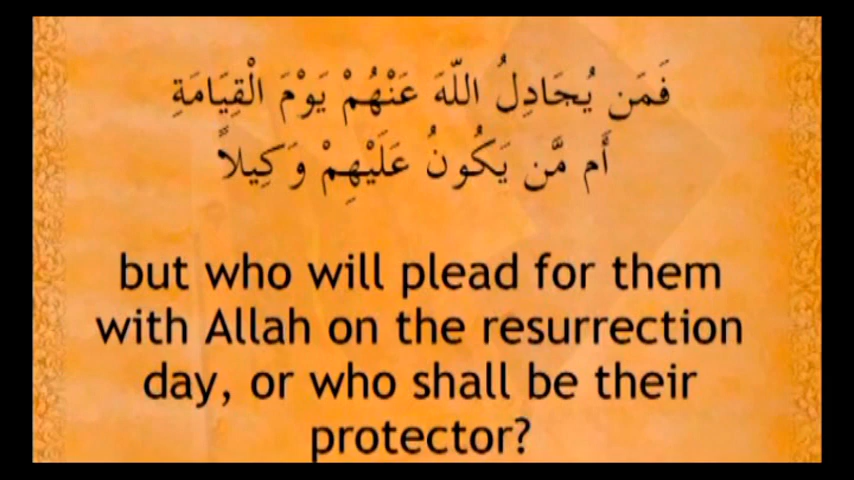 فَمَن يُجَادِلُ اللّهَ عَنْهُمْ يَوْمَ الْقِيَامَةِ
أَم مَّن يَكُونُ عَلَيْهِمْ وَكِيلاً
but who will plead for them
with Allah on the resurrection
day, or who shall be their
protector?